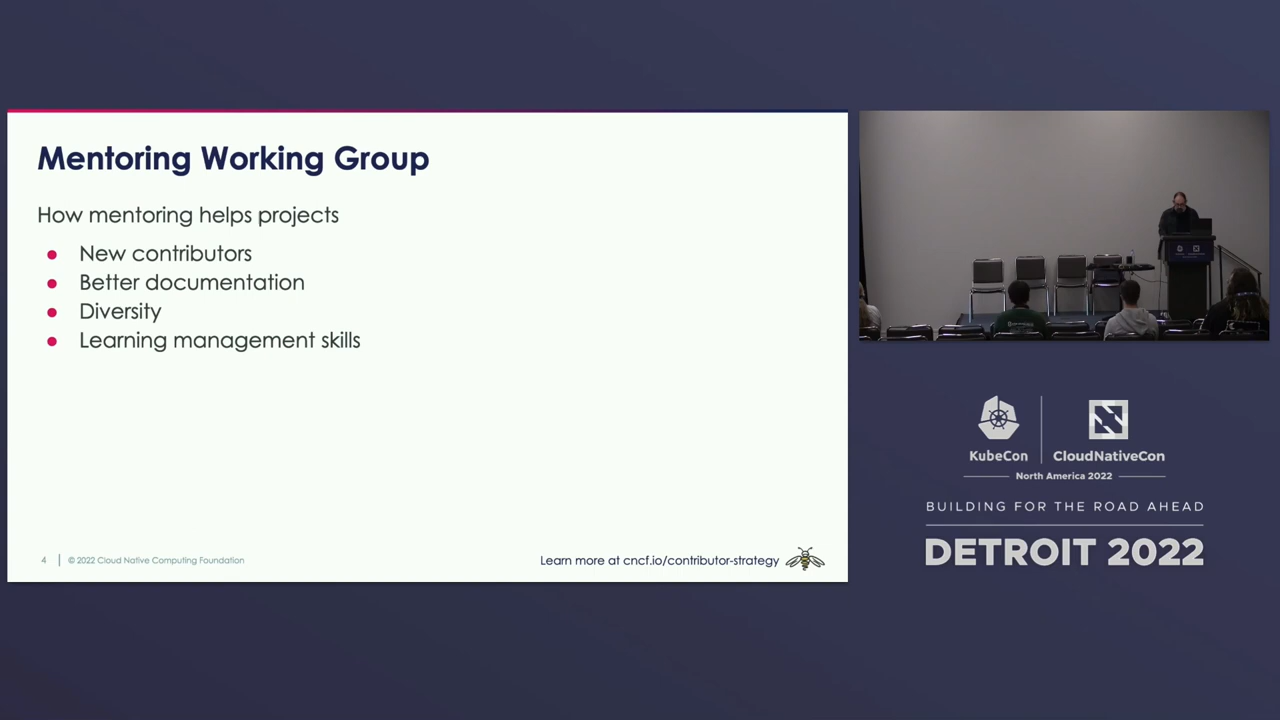 Mentoring Working Group
How mentoring helps projects
● New contributors
● Better documentation
● Diversity
● Learning management skills
4 | © 2022 Cloud Native Computing Foundation
Learn more at cncf.io/contributor-strategy
KubeCon | CloudNativeCon
North America 2022
BUILDING FOR THE ROAD AHEAD
DETROIT 2022